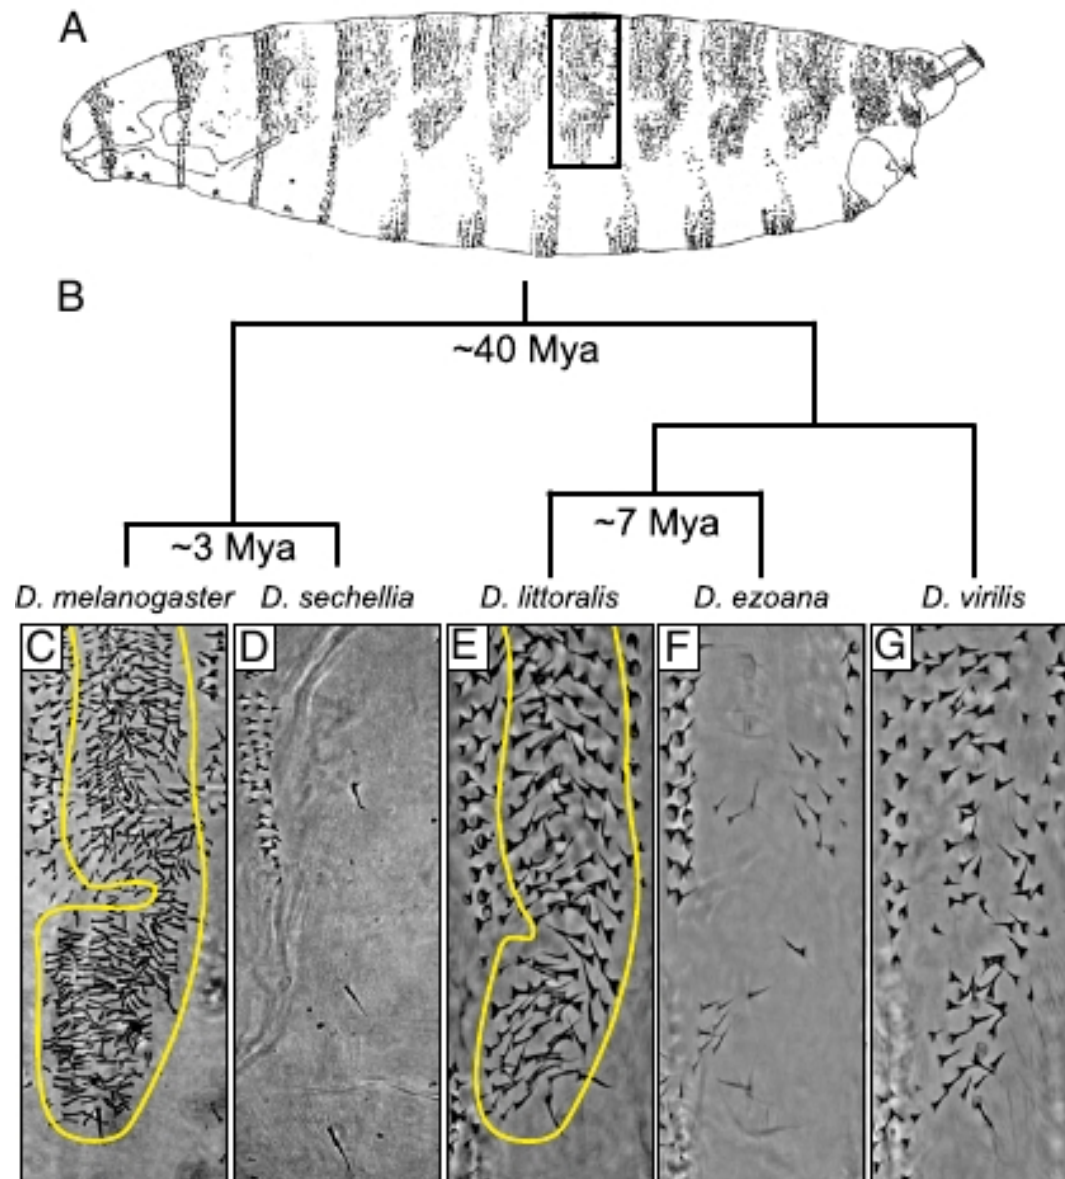 A
B
~40 Mya
~7 Mya
~3 Mya
D. melanogaster D. sechellia D. littoralis D. ezoana D. virilis
C D E F G